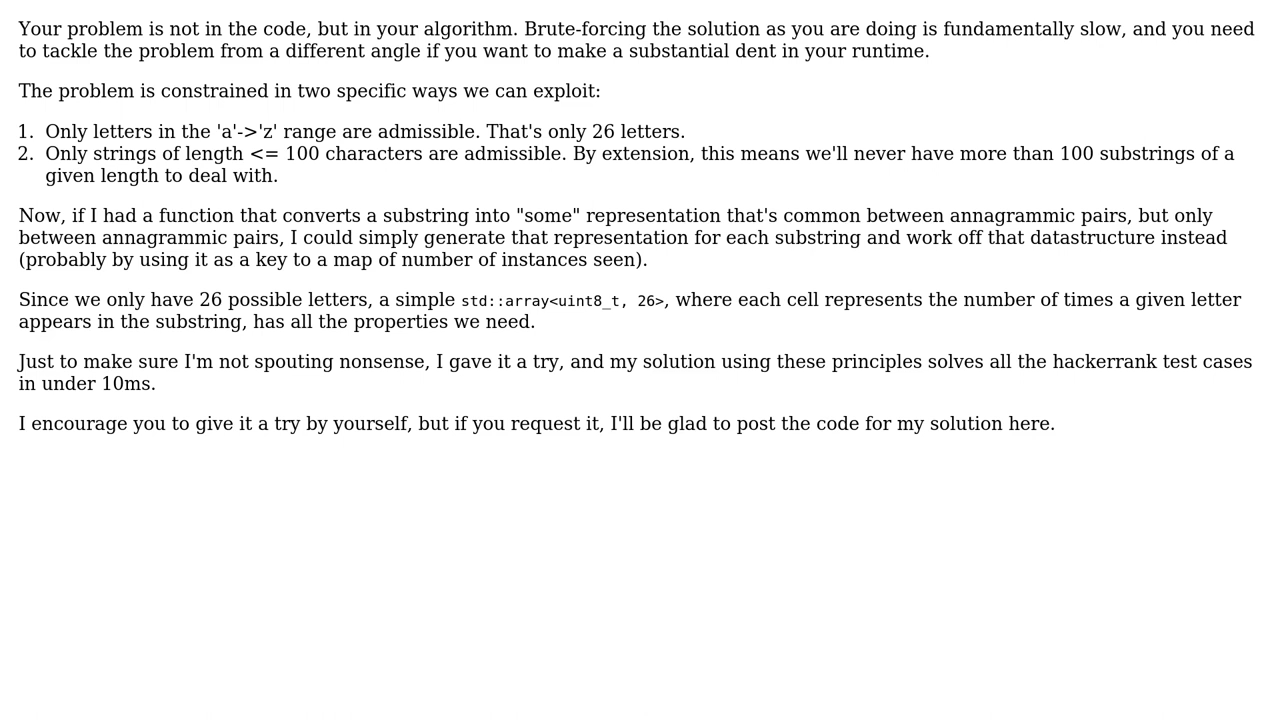 Your problem is not in the code, but in your algorithm. Brute-forcing the solution as you are doing is fundamentally slow, and you need
to tackle the problem from a different angle if you want to make a substantial dent in your runtime.
The problem is constrained in two specific ways we can exploit:
1. Only letters in the 'a'->'z' range are admissible. That's only 26 letters.
2. Only strings of length <= 100 characters are admissible. By extension, this means we'll never have more than 100 substrings of a
given length to deal with.
Now, if I had a function that converts a substring into "some" representation that's common between annagrammic pairs, but only
between annagrammic pairs, I could simply generate that representation for each substring and work off that datastructure instead
(probably by using it as a key to a map of number of instances seen).
Since we only have 26 possible letters, a simple std::array<uint8_t, 26>, where each cell represents the number of times a given letter
appears in the substring, has all the properties we need.
Just to make sure I'm not spouting nonsense, I gave it a try, and my solution using these principles solves all the hackerrank test cases
in under 10ms.
I encourage you to give it a try by yourself, but if you request it, I'll be glad to post the code for my solution here.